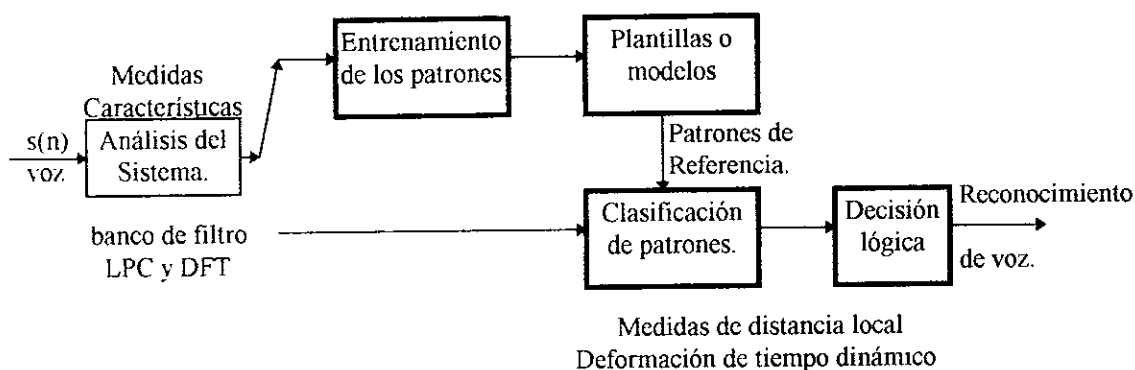 Medidas
Características
s(n)
voz
Análisis del
Sistema.
banco de filtro
LPC y DFT
Entrenamiento
de los patrones
Plantillas o
modelos
Patrones de
Referencia.
Clasificación
de patrones.
Decisión
lógica
Reconocimiento
de voz.
Medidas de distancia local
Deformación de tiempo dinámico